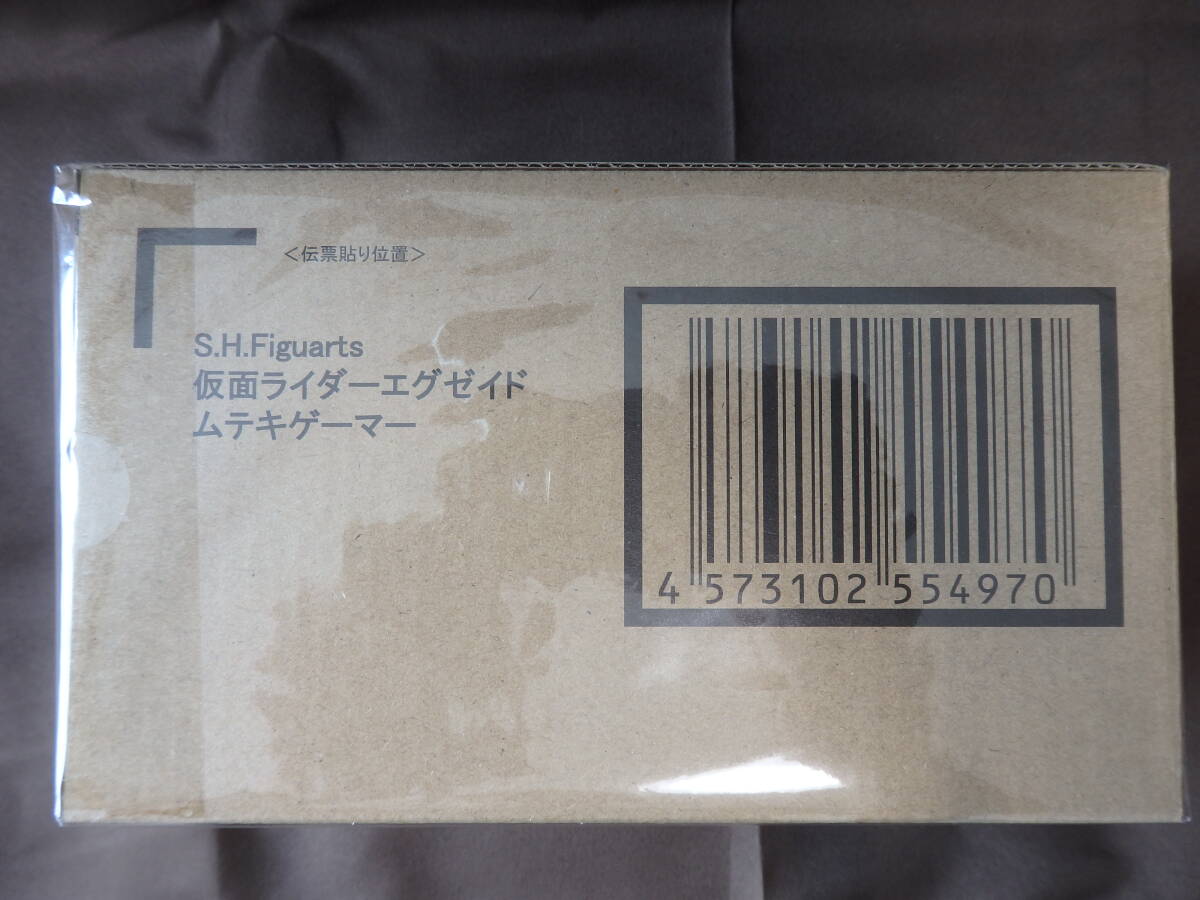 ＜伝票貼り位置＞
S.H.Figuarts
仮面ライダーエグゼイド
ムテキゲーマー
4 573102 554970